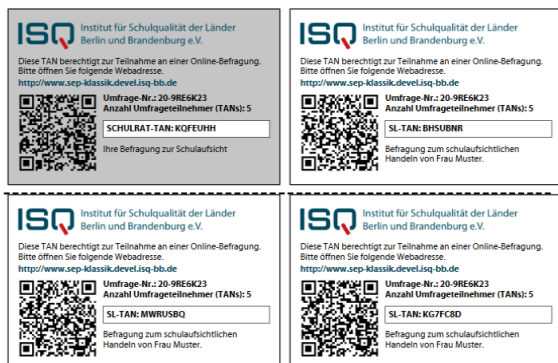 ISQ
Institut für Schulqualität der Länder
Berlin und Brandenburg e.V.
Diese TAN berechtigt zur Teilnahme an einer Online-Befragung.
Bitte öffnen Sie folgende Webadresse.
http://www.sep-klassik.devel.isq-bb.de
Umfrage-Nr.: 20-9RE6K23
Anzahl Umfrageteilnehmer (TANs): 5
SCHULRAT-TAN: KQFEUHH
Ihre Befragung zur Schulaufsicht
ISQ
Institut für Schulqualität der Länder
Berlin und Brandenburg e.V.
Diese TAN berechtigt zur Teilnahme an einer Online-Befragung.
Bitte öffnen Sie folgende Webadresse.
http://www.sep-klassik.devel.isq-bb.de
Umfrage-Nr.: 20-9RE6K23
Anzahl Umfrageteilnehmer (TANs): 5
SL-TAN: BHSUBNR
Befragung zum schulaufsichtlichen
Handeln von Frau Muster.
ISQ
Institut für Schulqualität der Länder
Berlin und Brandenburg e.V.
Diese TAN berechtigt zur Teilnahme an einer Online-Befragung.
Bitte öffnen Sie folgende Webadresse.
http://www.sep-klassik.devel.isq-bb.de
Umfrage-Nr.: 20-9RE6K23
Anzahl Umfrageteilnehmer (TANs): 5
SL-TAN: MWRUSBQ
Befragung zum schulaufsichtlichen
Handeln von Frau Muster.
ISQ
Institut für Schulqualität der Länder
Berlin und Brandenburg e.V.
Diese TAN berechtigt zur Teilnahme an einer Online-Befragung.
Bitte öffnen Sie folgende Webadresse.
http://www.sep-klassik.devel.isq-bb.de
Umfrage-Nr.: 20-9RE6K23
Anzahl Umfrageteilnehmer (TANs): 5
SL-TAN: KG7FC8D
Befragung zum schulaufsichtlichen
Handeln von Frau Muster.